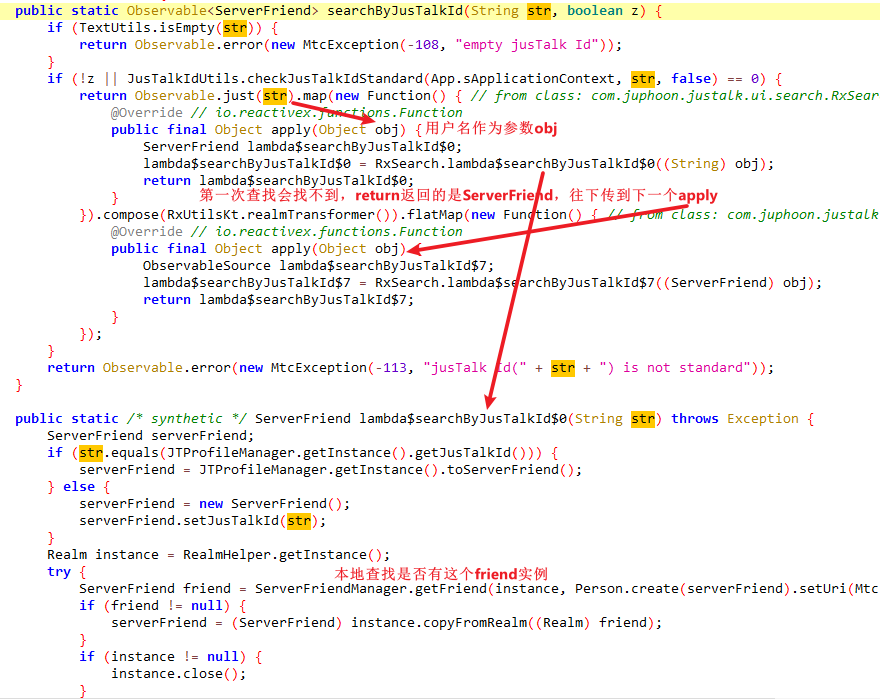 public static Observable<ServerFriend> searchByJusTalkId(String str, boolean z) {
if (TextUtils.isEmpty(str)) {
return Observable.error(new MtcException(-108, "empty jusTalk Id"));
}
if (!z || JusTalkIdUtils.checkJusTalkIdStandard(App.sApplicationContext, str, false) == 0) {
return Observable.just(str).map(new Function() { // from class: com.juphoon.justalk.ui.search.RxSear
@Override // io.reactivex.functions.Function
public final Object apply(Object obj) { 用户名作为参数obj
ServerFriend lambda$searchByJusTalkId$0;
lambda$searchByJusTalkId$0 = RxSearch.lambda$searchByJusTalkId$0((String) obj);
return lambda$searchByJusTalkId$0;
} 第一次查找会找不到，return返回的是ServerFriend，往下传到下一个apply
}).compose(RxUtilsKt.realmTransformer()).flatMap(new Function() { // from class: com.juphoon.justalk
@Override // io.reactivex.functions.Function
public final Object apply(Object obj)
ObservableSource lambda$searchByJusTalkId$7;
lambda$searchByJusTalkId$7 = RxSearch.lambda$searchByJusTalkId$7((ServerFriend) obj);
return lambda$searchByJusTalkId$7;
}
});
}
return Observable.error(new MtcException(-113, "jusTalk Id(" + str + ") is not standard"));
}
public static /* synthetic */ ServerFriend lambda$searchByJusTalkId$0(String str) throws Exception {
ServerFriend serverFriend;
if (str.equals(JTProfileManager.getInstance().getJusTalkId())) {
serverFriend = JTProfileManager.getInstance().toServerFriend();
} else {
serverFriend = new ServerFriend();
serverFriend.setJusTalkId(str);
}
Realm instance = RealmHelper.getInstance();
try { 本地查找是否有这个friend实例
ServerFriend friend = ServerFriendManager.getFriend(instance, Person.create(serverFriend).setUri(Mtc
if (friend != null) {
serverFriend = (ServerFriend) instance.copyFromRealm((Realm) friend);
}
if (instance != null) {
instance.close();
}